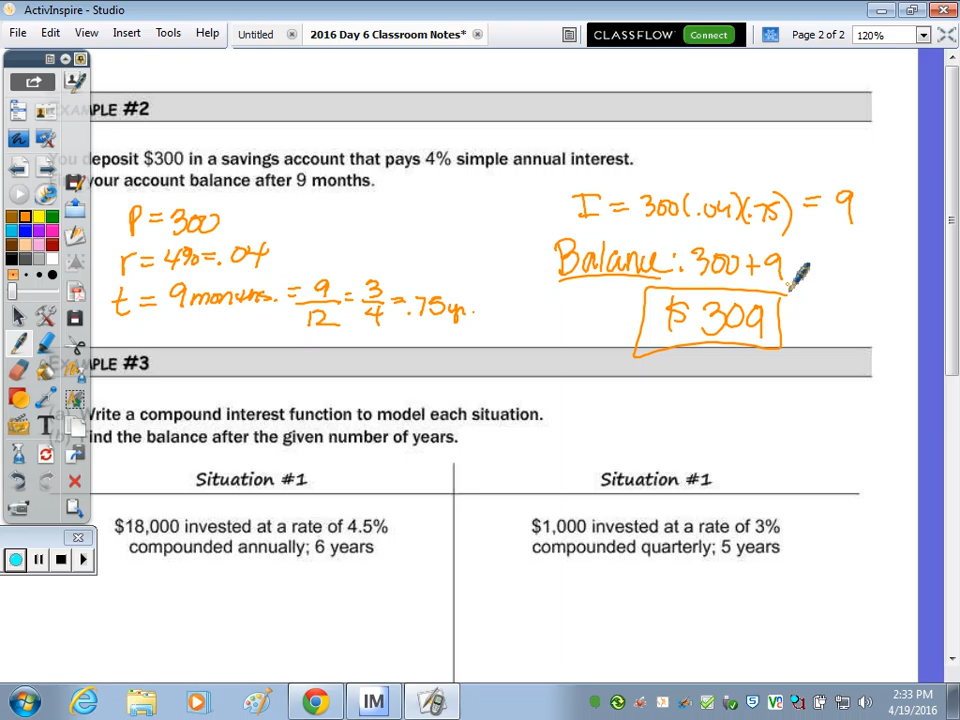 ActivInspire - Studio
File Edit View Insert Tools Help Untitled 2016 Day 6 Classroom Notes* CLASSFLOW Connect Page 2 of 2 120%
EXAMPLE #2
You deposit $300 in a savings account that pays 4% simple annual interest.
your account balance after 9 months.
P = 300
r = 4% = .04
t = 9 months. = 9/12 = 3/4 = .75 yr.
I = 300(.04)(.75) = 9
Balance: 300+9
$ 309
EXAMPLE #3
(a) Write a compound interest function to model each situation.
(b) Find the balance after the given number of years.
Situation #1
$18,000 invested at a rate of 4.5%
compounded annually; 6 years
Situation #1
$1,000 invested at a rate of 3%
compounded quarterly; 5 years
IM
2:33 PM
4/19/2016